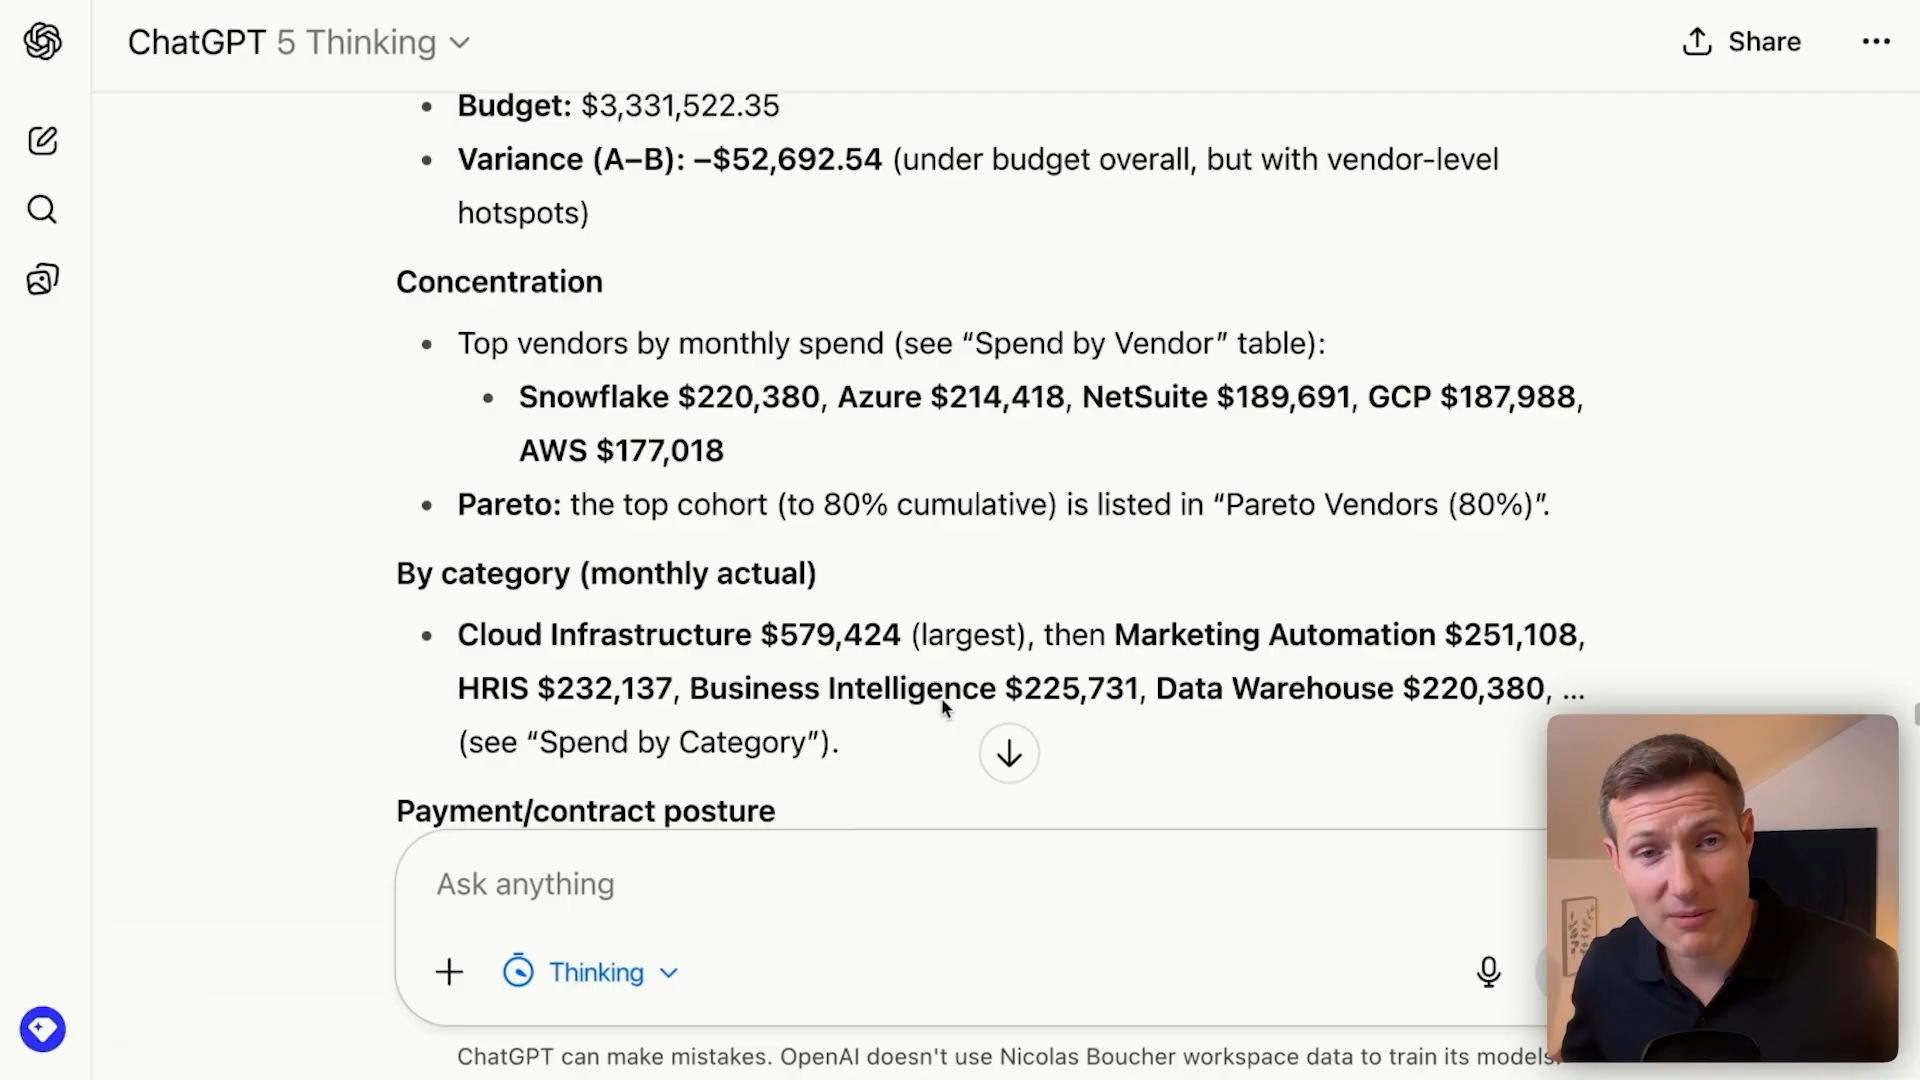 ChatGPT 5 Thinking
Share
Budget: $3,331,522.35
Variance (A–B): –$52,692.54 (under budget overall, but with vendor-level
hotspots)
Concentration
Top vendors by monthly spend (see “Spend by Vendor” table):
Snowflake $220,380, Azure $214,418, NetSuite $189,691, GCP $187,988,
AWS $177,018
Pareto: the top cohort (to 80% cumulative) is listed in “Pareto Vendors (80%)”.
By category (monthly actual)
Cloud Infrastructure $579,424 (largest), then Marketing Automation $251,108,
HRIS $232,137, Business Intelligence $225,731, Data Warehouse $220,380, ...
(see “Spend by Category”).
Payment/contract posture
Ask anything
Thinking
ChatGPT can make mistakes. OpenAI doesn't use Nicolas Boucher workspace data to train its models.